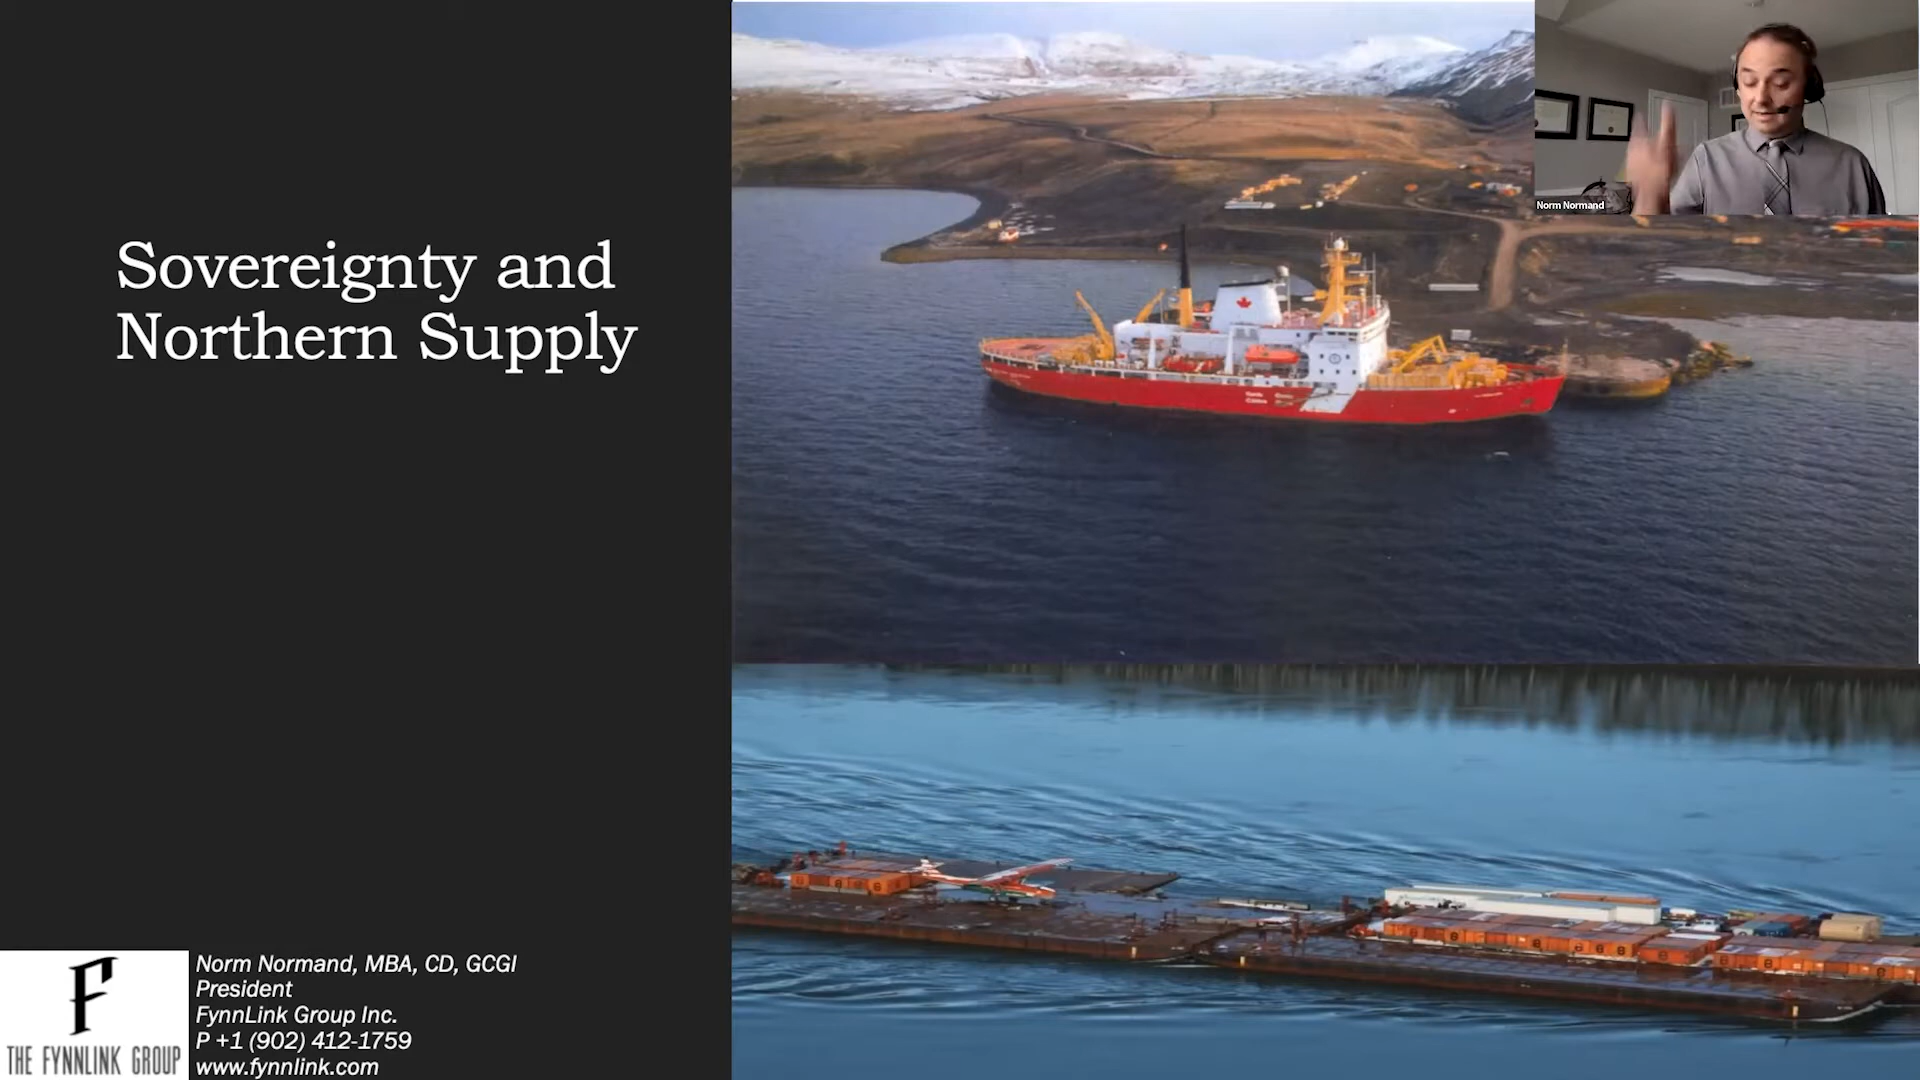 Sovereignty and
Northern Supply
Norm Normand
Norm Normand, MBA, CD, GCGI
President
FynnLink Group Inc.
P +1 (902) 412-1759
www.fynnlink.com
F
THE FYNNLINK GROUP